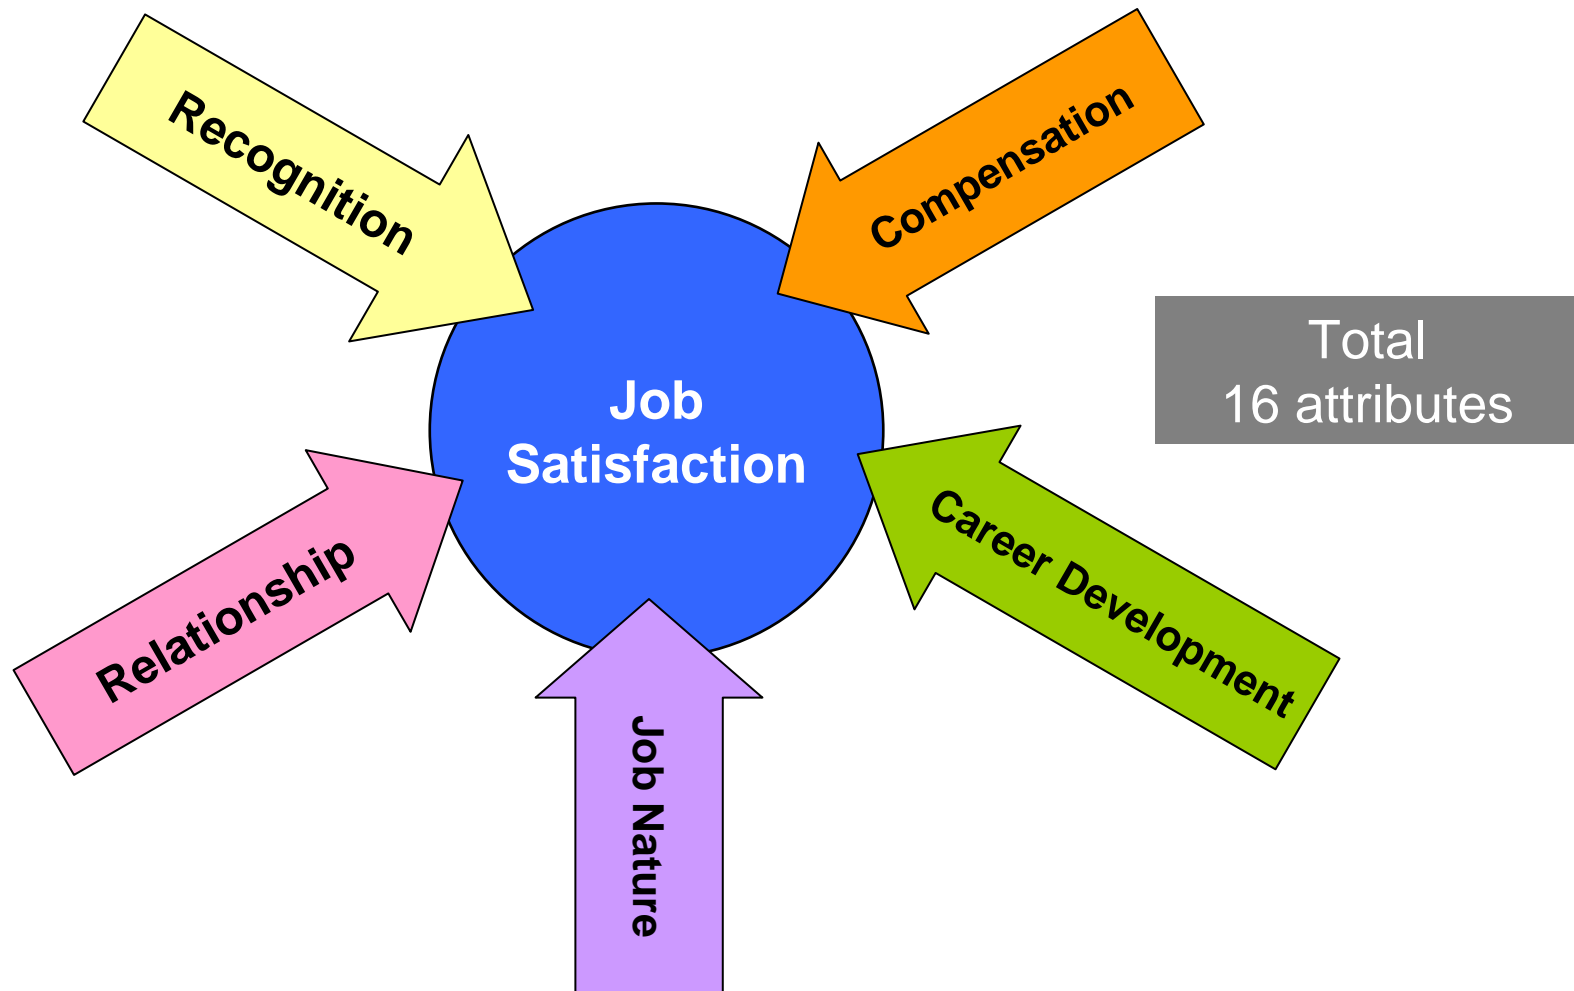 Recognition
Compensation
Total
16 attributes
Job
Satisfaction
Career Development
Relationship
Job Nature